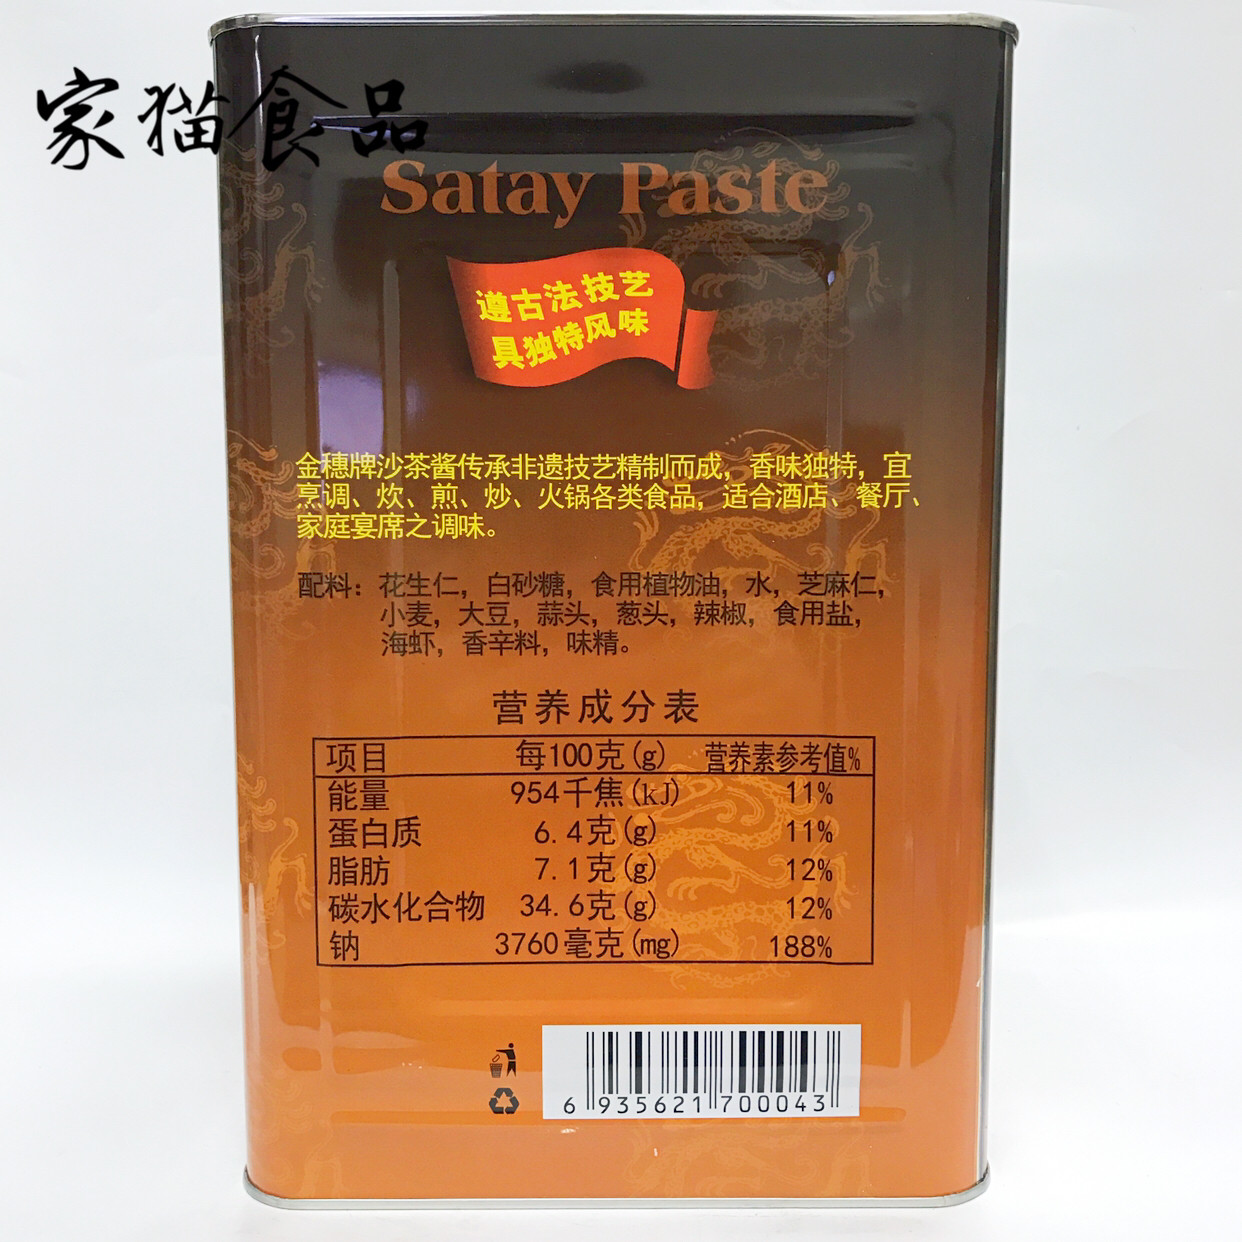 家猫食品
Satay Paste
遵古法技艺
具独特风味
金穗牌沙茶酱传承非遗技艺精制而成，香味独特，宜
烹调、炊、煎、炒、火锅各类食品，适合酒店、餐厅、
家庭宴席之调味。
配料：花生仁，白砂糖，食用植物油，水，芝麻仁，
小麦，大豆，蒜头，葱头，辣椒，食用盐，
海虾，香辛料，味精。
营养成分表
项目 每100克(g) 营养素参考值%
能量 954千焦(kJ) 11%
蛋白质 6.4克(g) 11%
脂肪 7.1克(g) 12%
碳水化合物 34.6克(g) 12%
钠 3760毫克(mg) 188%
6 935621 700043